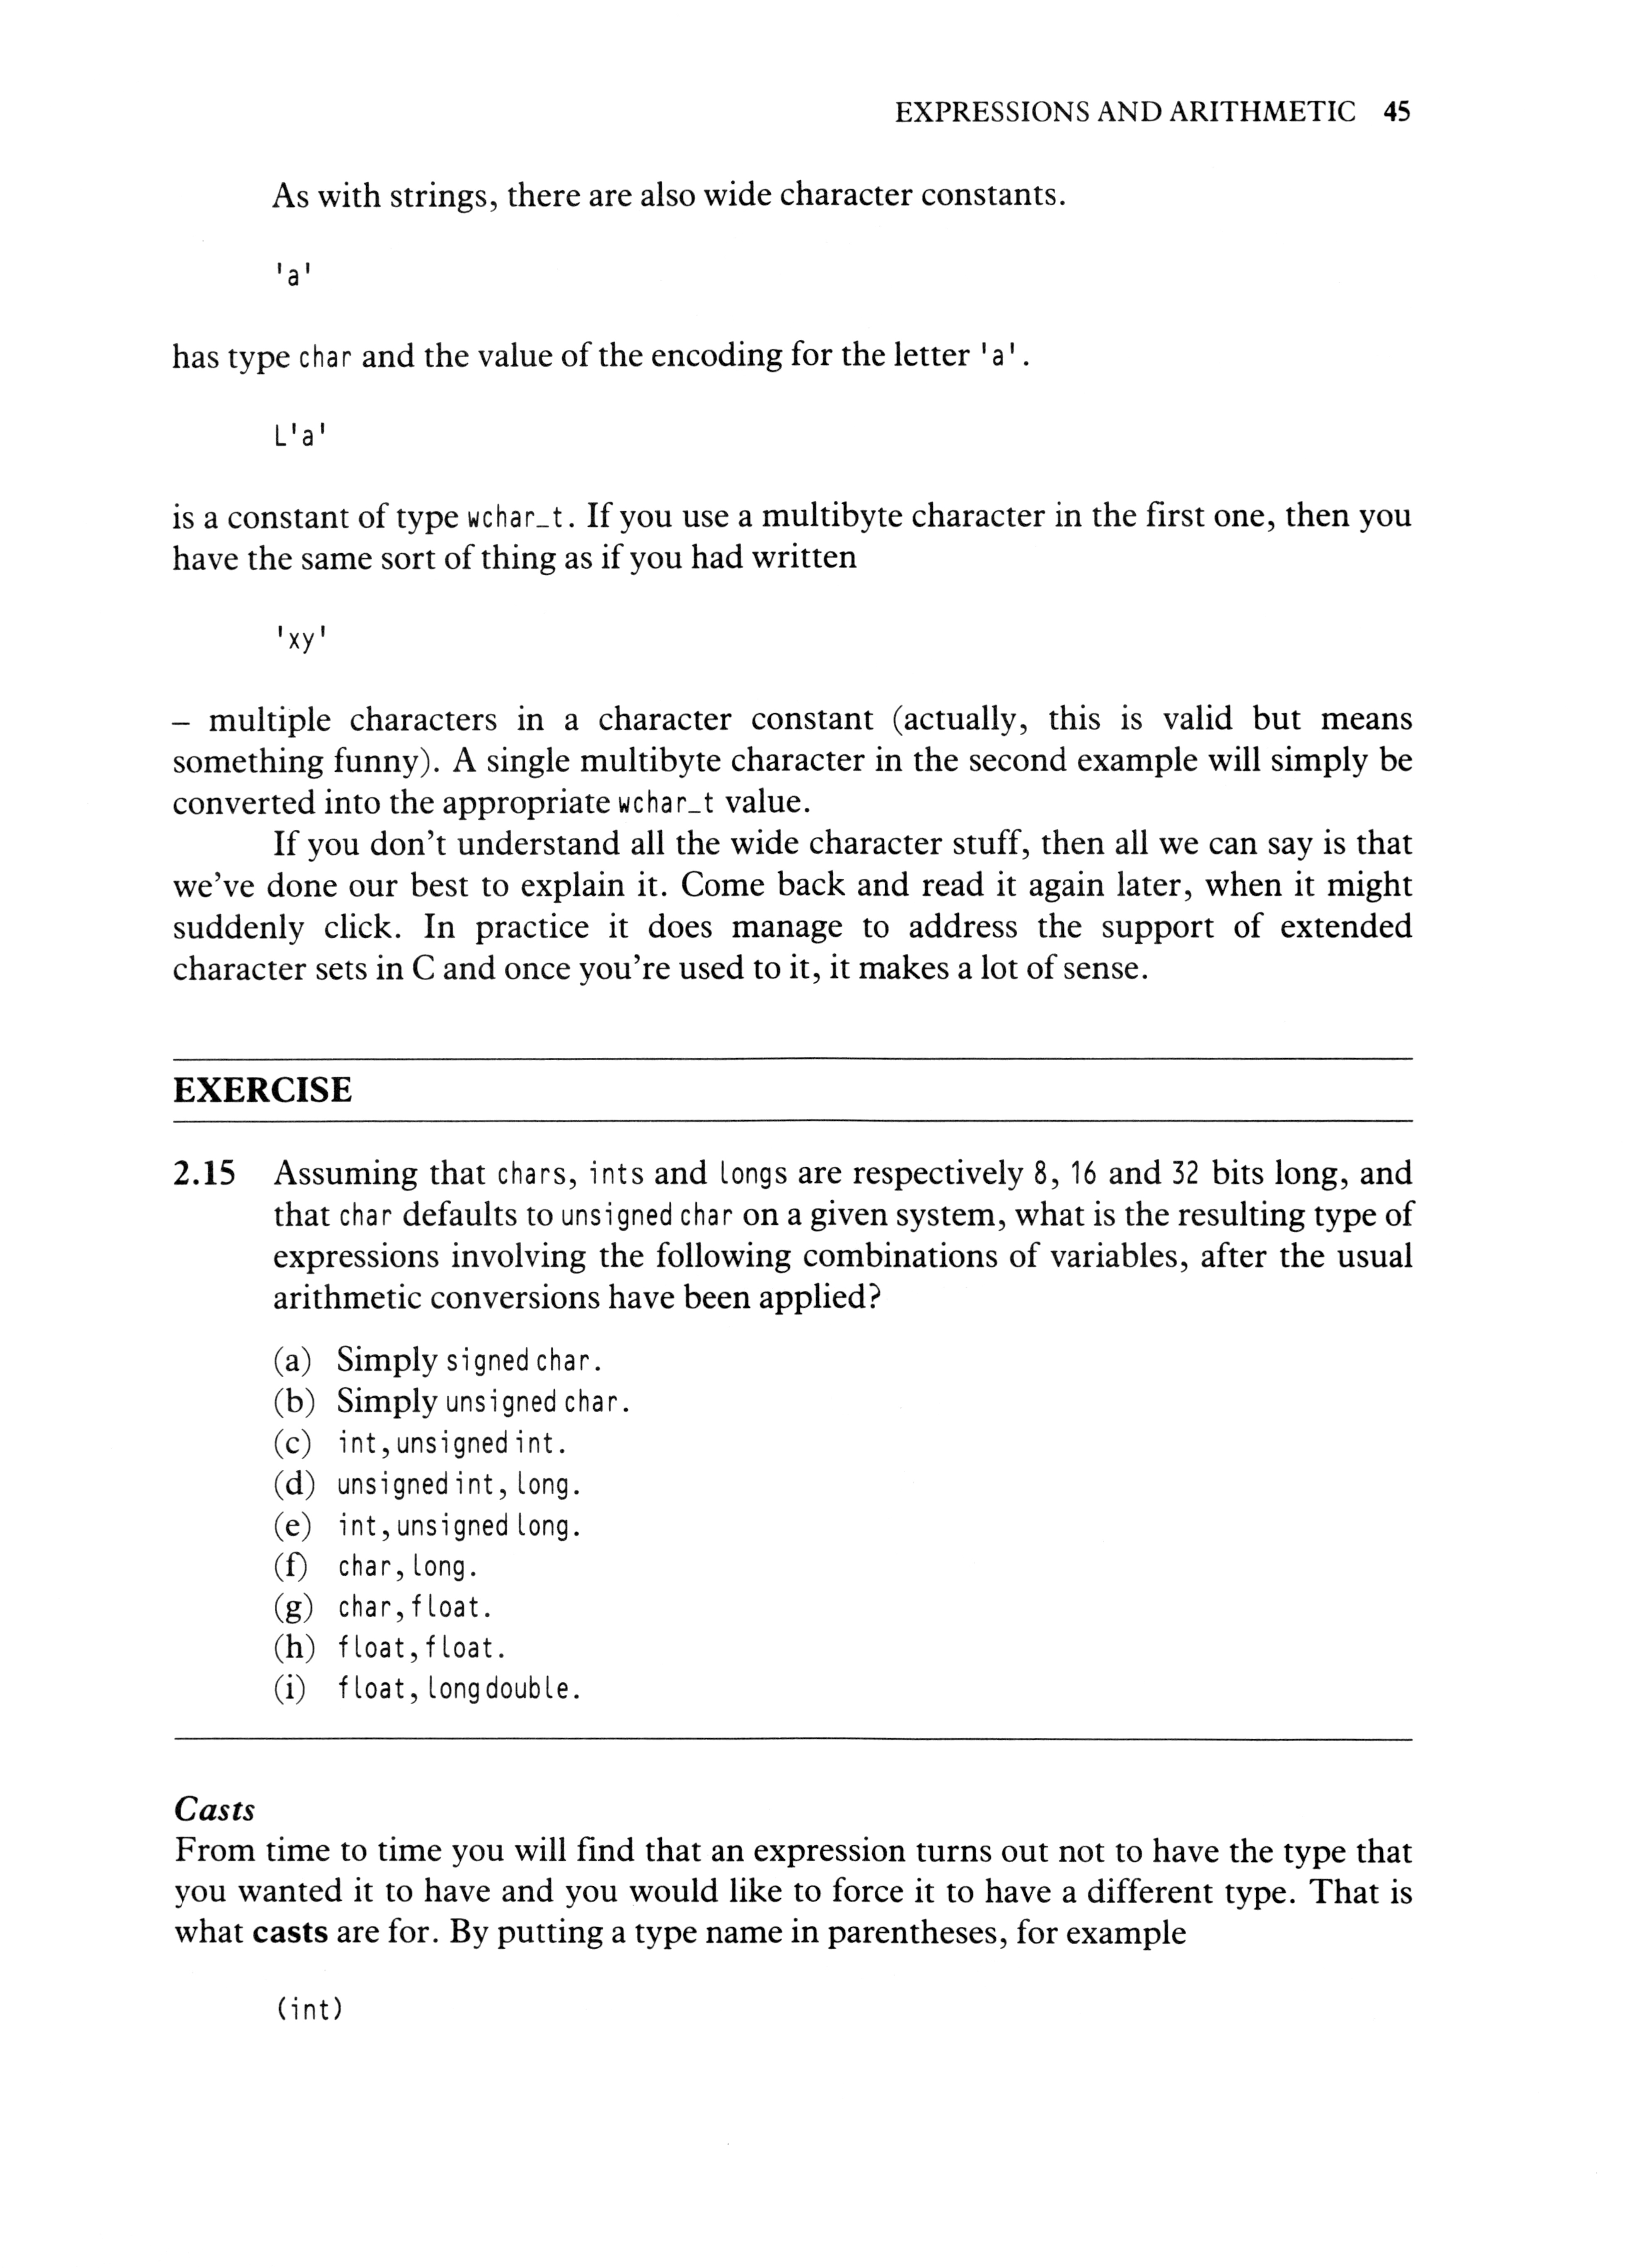 EXPRESSIONS AND ARITHMETIC 45
As with strings, there are also wide character constants.
'a'
has type char and the value of the encoding for the letter 'a'.
L'a'
is a constant of type wchar_t. If you use a multibyte character in the first one, then you
have the same sort of thing as if you had written
'xy'
– multiple characters in a character constant (actually, this is valid but means
something funny). A single multibyte character in the second example will simply be
converted into the appropriate wchar_t value.
If you don't understand all the wide character stuff, then all we can say is that
we've done our best to explain it. Come back and read it again later, when it might
suddenly click. In practice it does manage to address the support of extended
character sets in C and once you're used to it, it makes a lot of sense.
EXERCISE
2.15 Assuming that chars, ints and longs are respectively 8, 16 and 32 bits long, and
that char defaults to unsigned char on a given system, what is the resulting type of
expressions involving the following combinations of variables, after the usual
arithmetic conversions have been applied?
(a) Simply signed char.
(b) Simply unsigned char.
(c) int, unsigned int.
(d) unsigned int, long.
(e) int, unsigned long.
(f) char, long.
(g) char, float.
(h) float, float.
(i) float, long double.
Casts
From time to time you will find that an expression turns out not to have the type that
you wanted it to have and you would like to force it to have a different type. That is
what casts are for. By putting a type name in parentheses, for example
(int)